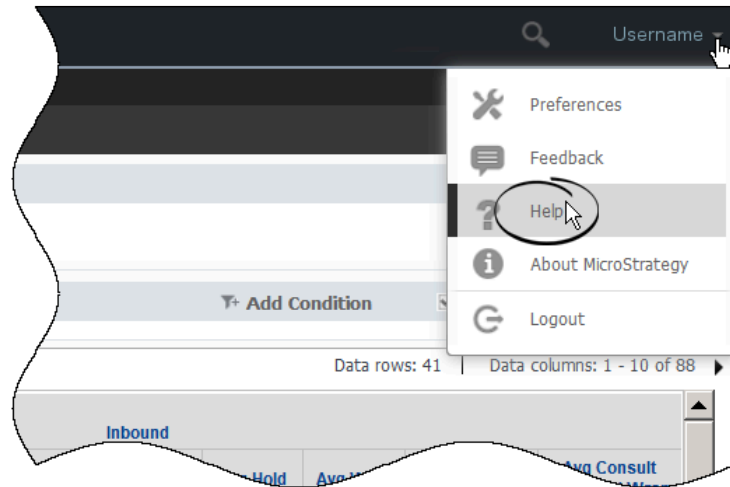 Username
Preferences
Feedback
Help
About MicroStrategy
Add Condition
Logout
Data rows: 41 | Data columns: 1 - 10 of 88
Inbound
Hold
Avg Consult